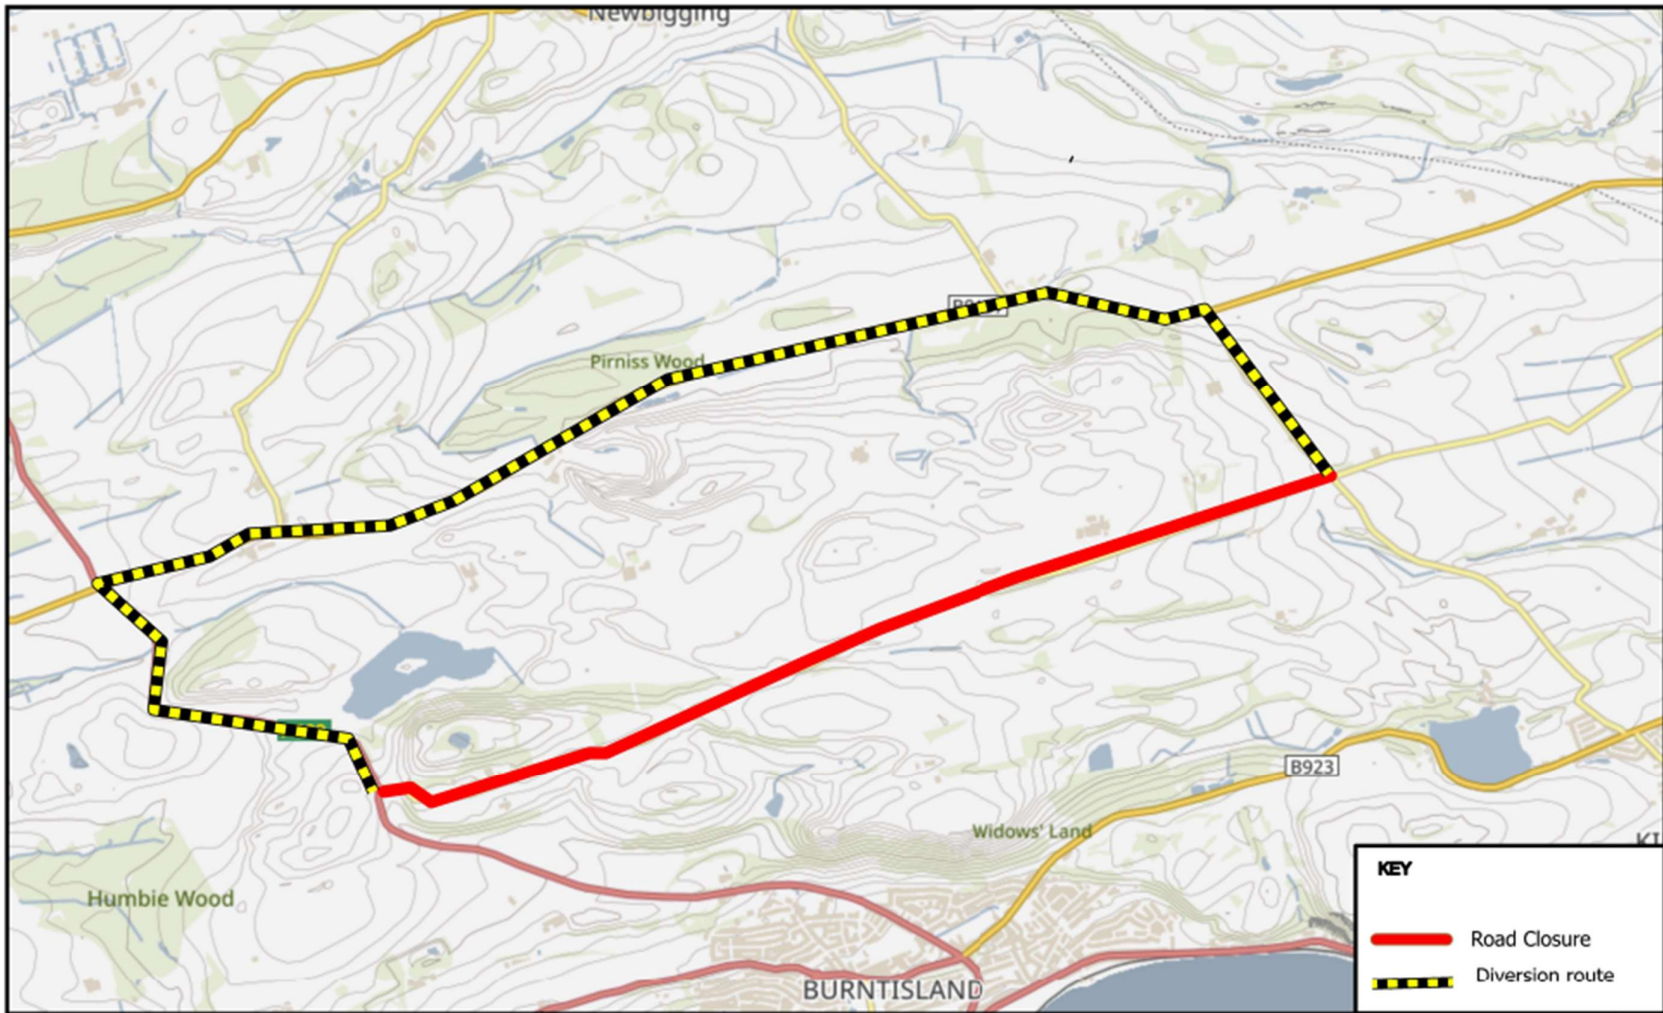 Newbigging
Pirniss Wood
B923
Widows' Land
Humbie Wood
BURNTISLAND
KEY
Road Closure
Diversion route